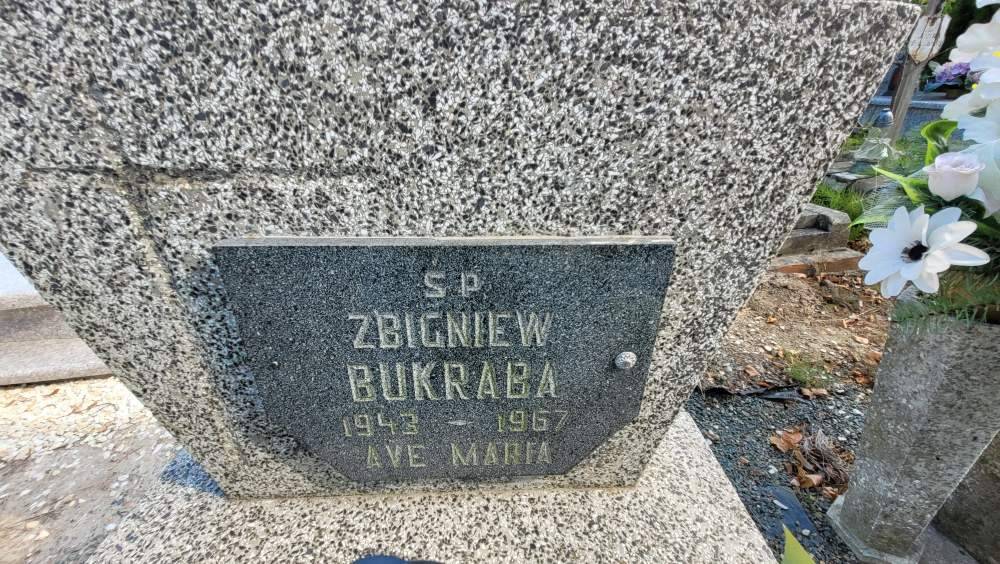 Ś P
ZBIGNIEW
BUKRABA
1943 - 1967
AVE MARIA